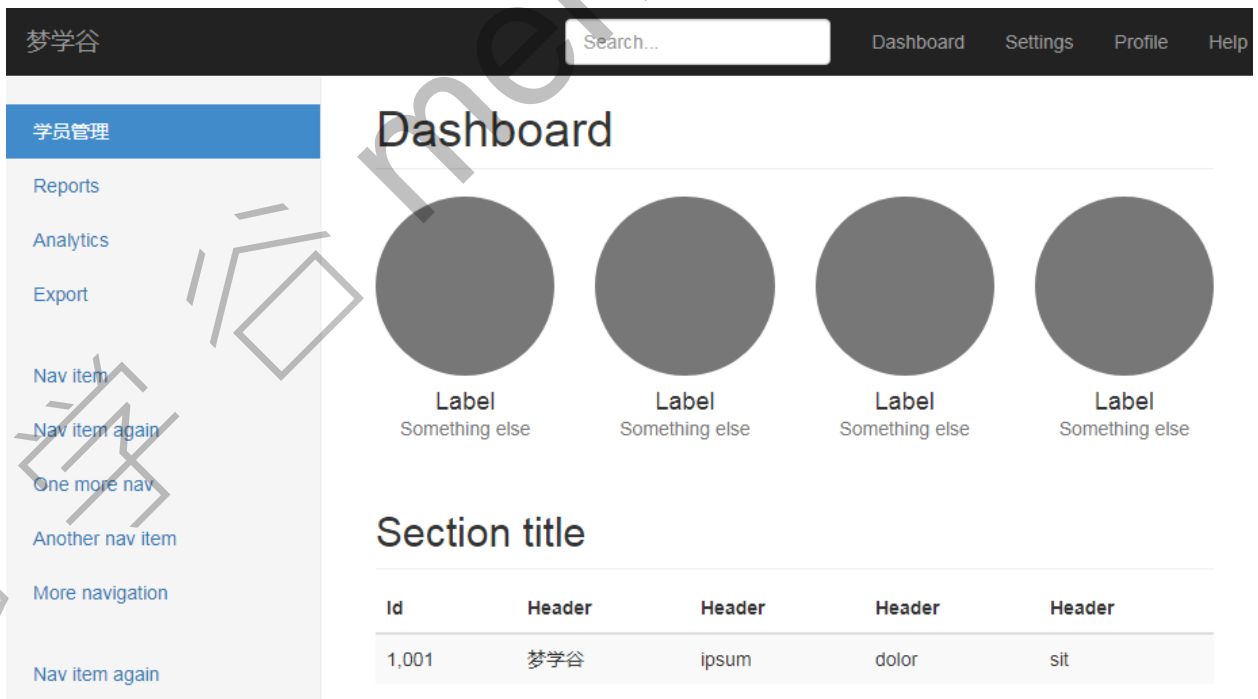 梦学谷
Search...
Dashboard Settings Profile Help
学员管理
Reports
Analytics
Export
Nav item
Nav item again
One more nav
Another nav item
More navigation
Nav item again
Dashboard
Label Label Label Label
Something else Something else Something else Something else
Section title
Id Header Header Header Header
1,001 梦学谷 ipsum dolor sit